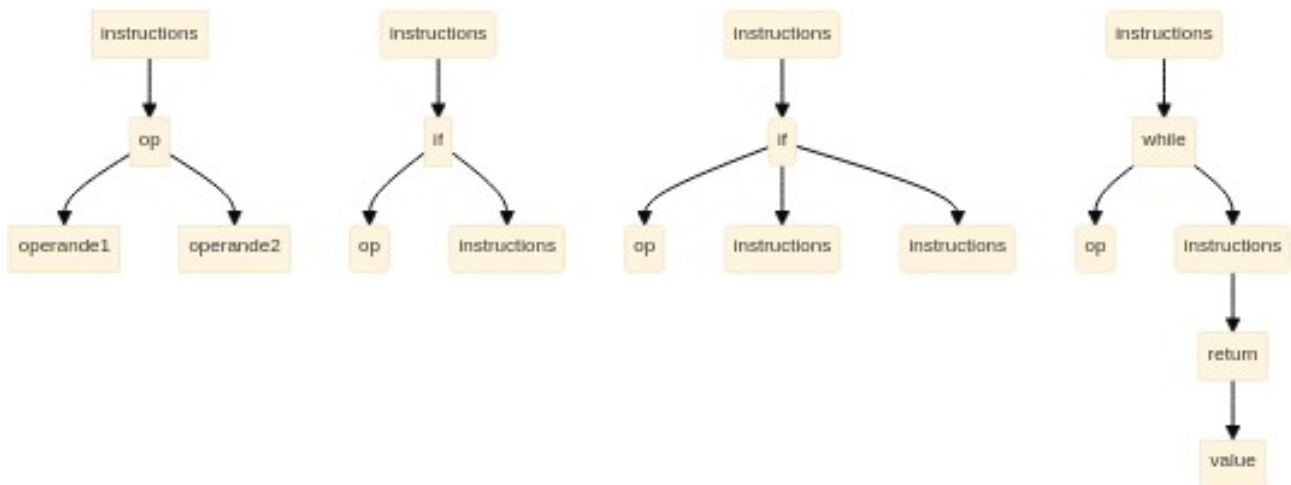 instructions instructions instructions instructions
op if if while
operande1 operande2 op instructions op instructions instructions op instructions
return
value